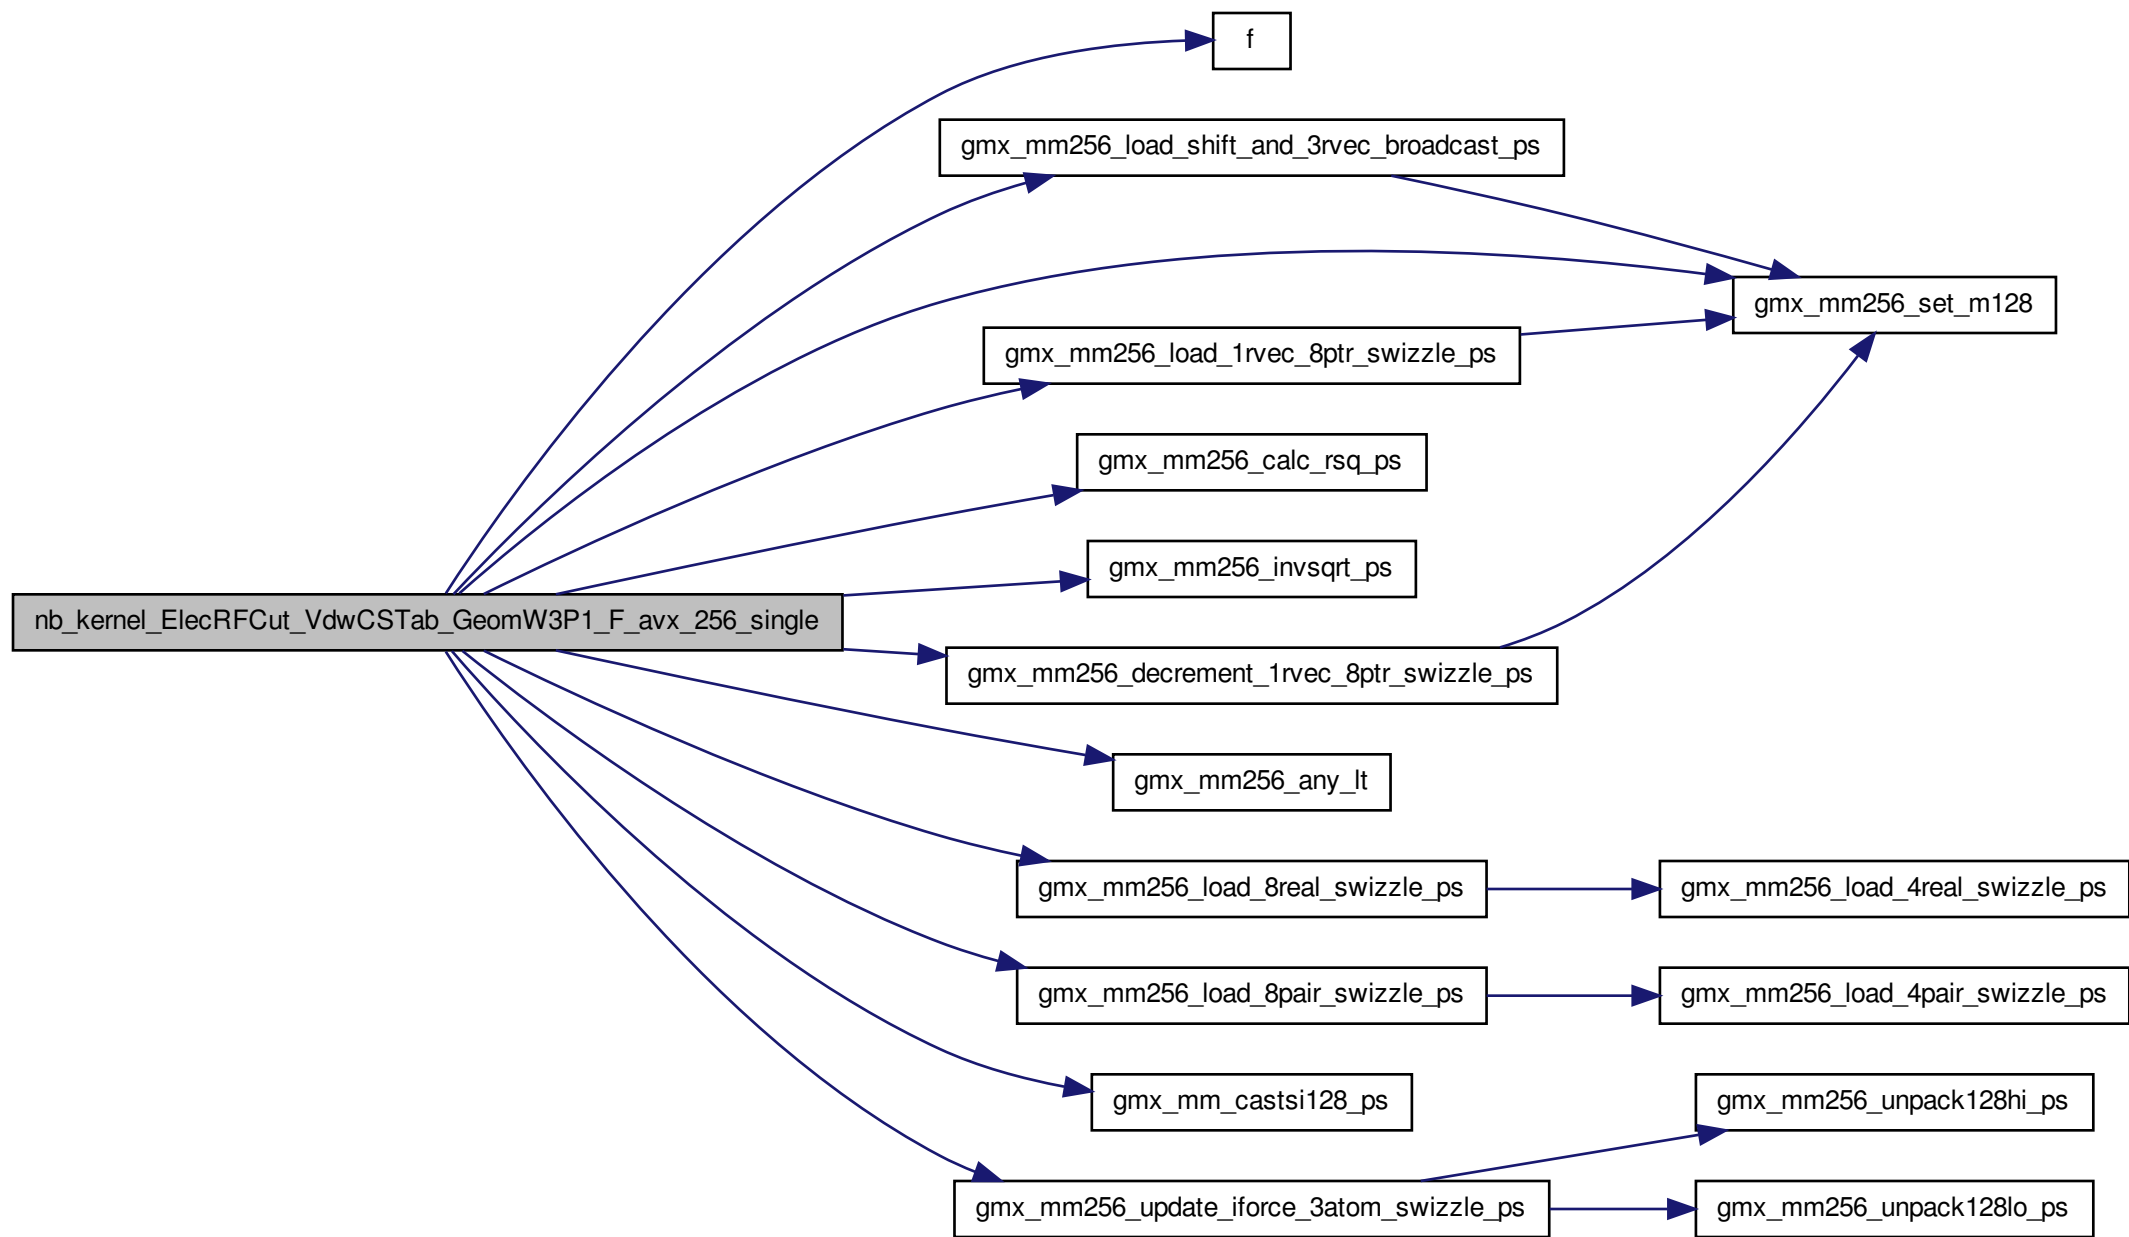 f
gmx_mm256_load_shift_and_3rvec_broadcast_ps
gmx_mm256_set_m128
gmx_mm256_load_1rvec_8ptr_swizzle_ps
gmx_mm256_calc_rsq_ps
gmx_mm256_invsqrt_ps
nb_kernel_ElecRFCut_VdwCSTab_GeomW3P1_F_avx_256_single
gmx_mm256_decrement_1rvec_8ptr_swizzle_ps
gmx_mm256_any_lt
gmx_mm256_load_8real_swizzle_ps
gmx_mm256_load_4real_swizzle_ps
gmx_mm256_load_8pair_swizzle_ps
gmx_mm256_load_4pair_swizzle_ps
gmx_mm_castsi128_ps
gmx_mm256_unpack128hi_ps
gmx_mm256_update_iforce_3atom_swizzle_ps
gmx_mm256_unpack128lo_ps